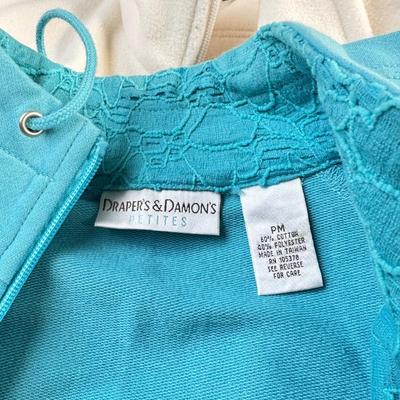 DRAPER'S & DAMON'S
PETITES
PM
60% COTTON
40% POLYESTER
MADE IN TAIWAN
RN 105378
SEE REVERSE
FOR CARE